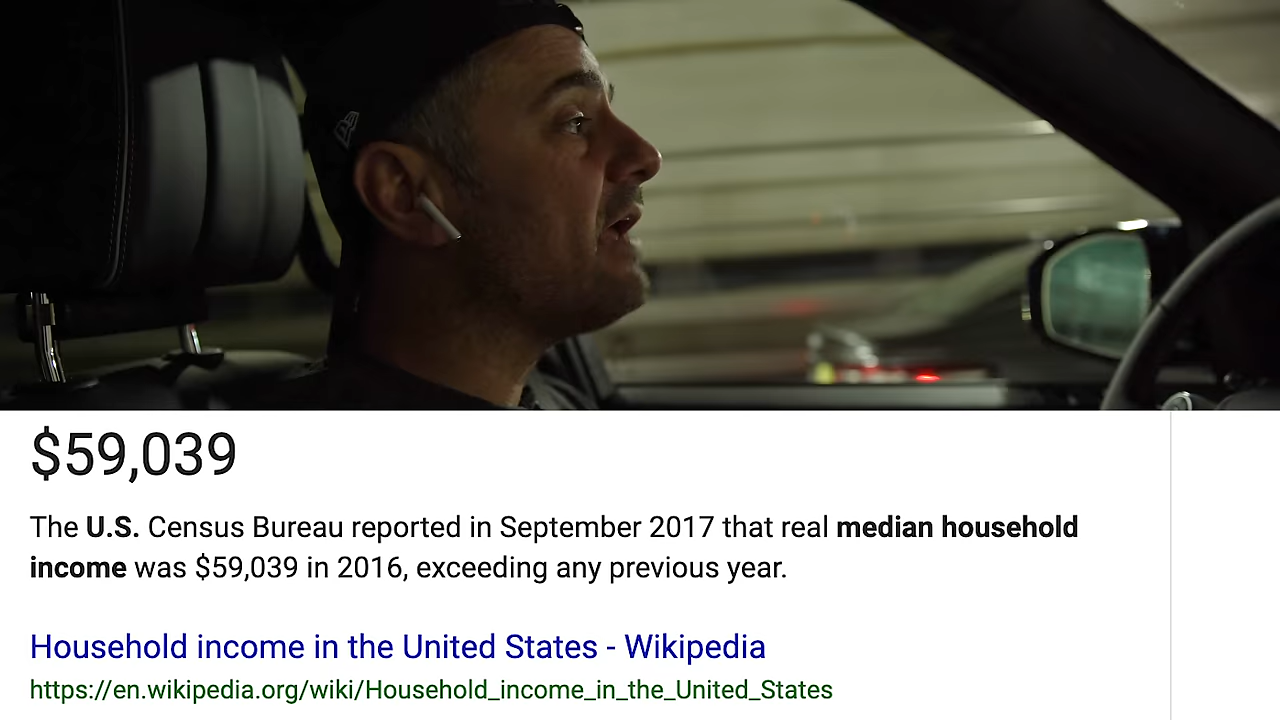 $59,039
The U.S. Census Bureau reported in September 2017 that real median household
income was $59,039 in 2016, exceeding any previous year.
Household income in the United States - Wikipedia
https://en.wikipedia.org/wiki/Household_income_in_the_United_States